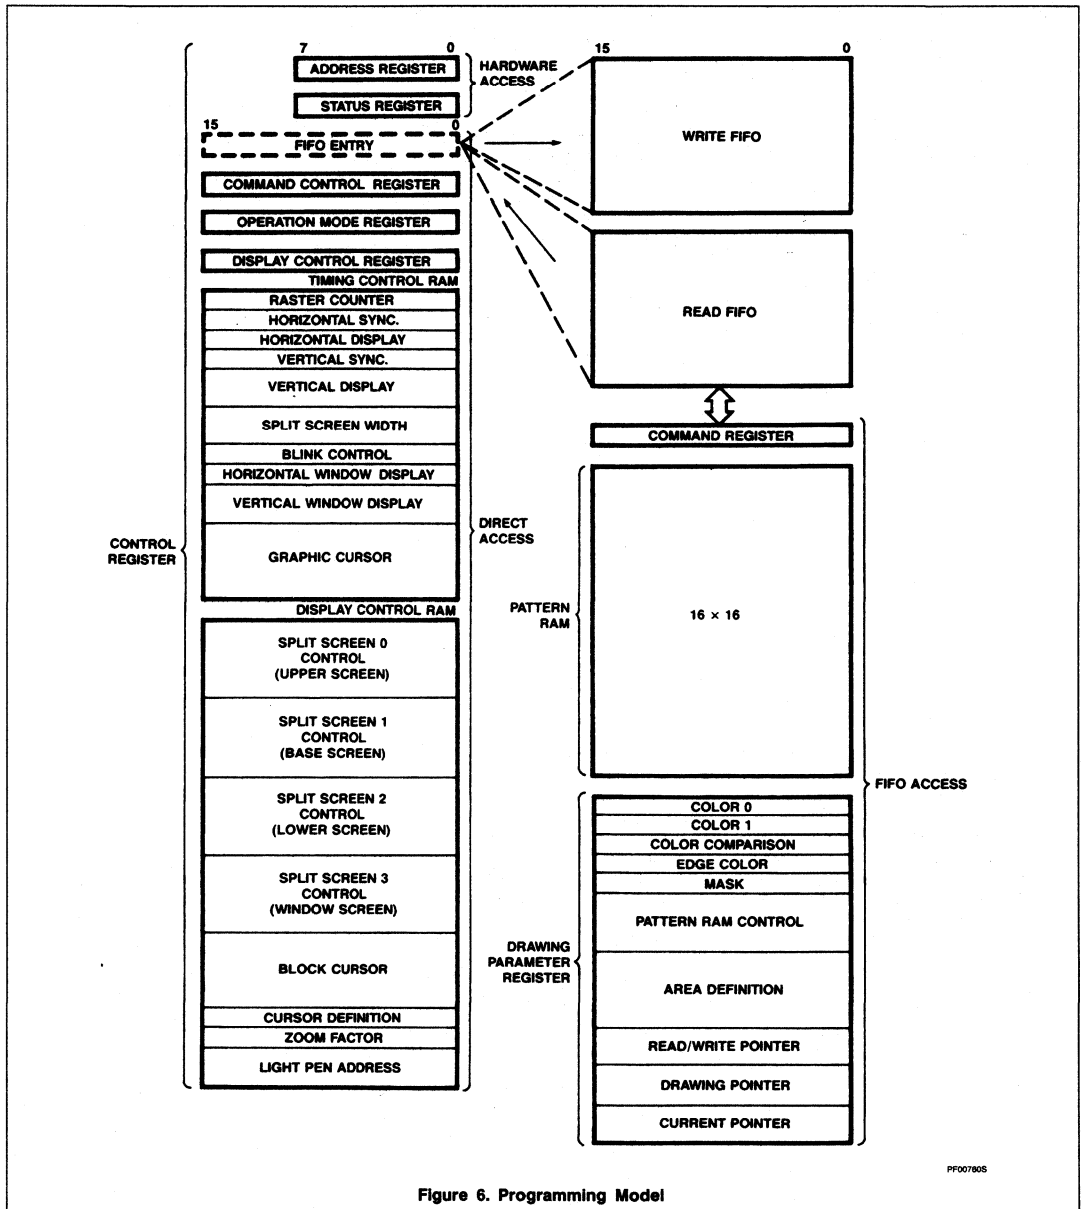 7 0
ADDRESS REGISTER
STATUS REGISTER
HARDWARE
ACCESS
15 0
FIFO ENTRY
COMMAND CONTROL REGISTER
OPERATION MODE REGISTER
DISPLAY CONTROL REGISTER
TIMING CONTROL RAM
RASTER COUNTER
HORIZONTAL SYNC.
HORIZONTAL DISPLAY
VERTICAL SYNC.
VERTICAL DISPLAY
SPLIT SCREEN WIDTH
BLINK CONTROL
HORIZONTAL WINDOW DISPLAY
VERTICAL WINDOW DISPLAY
GRAPHIC CURSOR
DISPLAY CONTROL RAM
SPLIT SCREEN 0
CONTROL
(UPPER SCREEN)
SPLIT SCREEN 1
CONTROL
(BASE SCREEN)
SPLIT SCREEN 2
CONTROL
(LOWER SCREEN)
SPLIT SCREEN 3
CONTROL
(WINDOW SCREEN)
BLOCK CURSOR
CURSOR DEFINITION
ZOOM FACTOR
LIGHT PEN ADDRESS
CONTROL
REGISTER
DIRECT
ACCESS
15 0
WRITE FIFO
READ FIFO
COMMAND REGISTER
PATTERN
RAM
16 × 16
FIFO ACCESS
DRAWING
PARAMETER
REGISTER
COLOR 0
COLOR 1
COLOR COMPARISON
EDGE COLOR
MASK
PATTERN RAM CONTROL
AREA DEFINITION
READ/WRITE POINTER
DRAWING POINTER
CURRENT POINTER
PF00760S
Figure 6. Programming Model